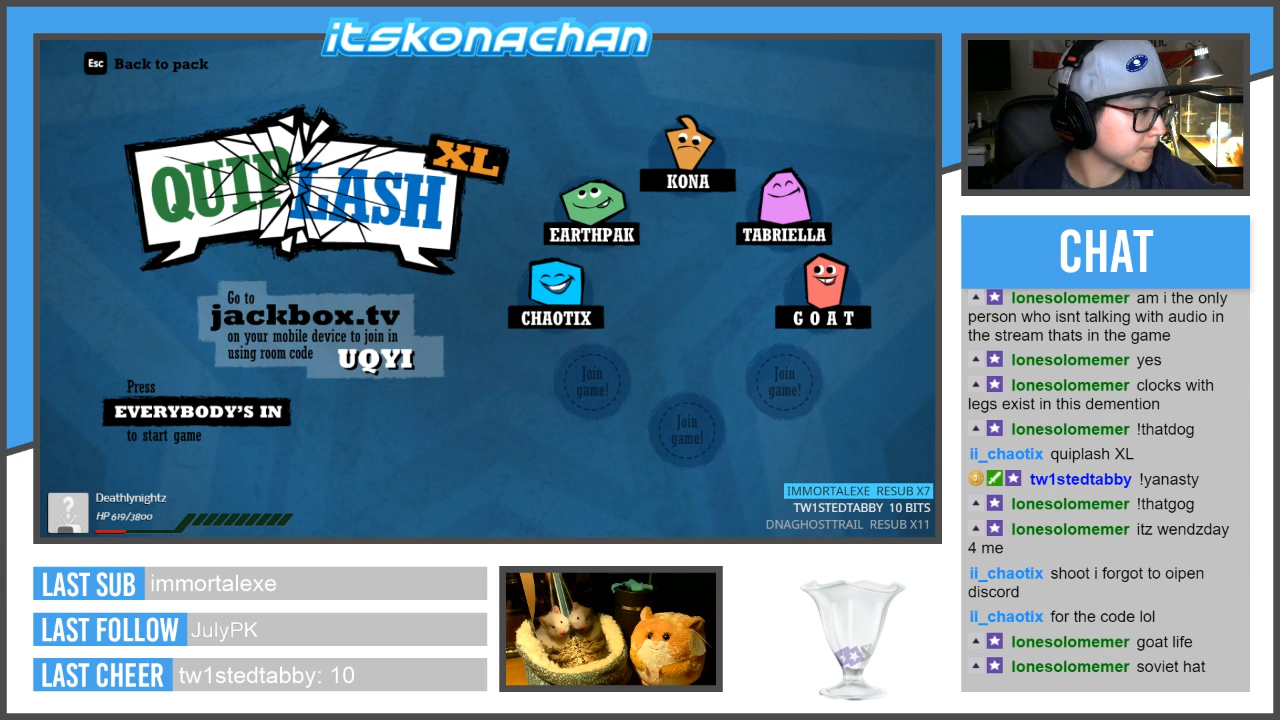 itskonachan
Esc Back to pack
QUIPLASH
XL
KONA
EARTHPAK
TABRIELLA
CHAOTIX
G O A T
Go to
jackbox.tv
on your mobile device to join in
using room code UQYI
Join
game!
Join
game!
Join
game!
Press
EVERYBODY'S IN
to start game
Deathlynightz
HP 619/3800
IMMORTALEXE RESUB X7
TW1STEDTABBY 10 BITS
DNAGHOSTTRAIL RESUB X11
CHAT
lonesolomemer am i the only
person who isnt talking with audio in
the stream thats in the game
lonesolomemer yes
lonesolomemer clocks with
legs exist in this demention
lonesolomemer !thatdog
ii_chaotix quiplash XL
tw1stedtabby !yanasty
lonesolomemer !thatgog
lonesolomemer itz wendzday
4 me
ii_chaotix shoot i forgot to oipen
discord
ii_chaotix for the code lol
lonesolomemer goat life
lonesolomemer soviet hat
LAST SUB immortalexe
LAST FOLLOW JulyPK
LAST CHEER tw1stedtabby: 10